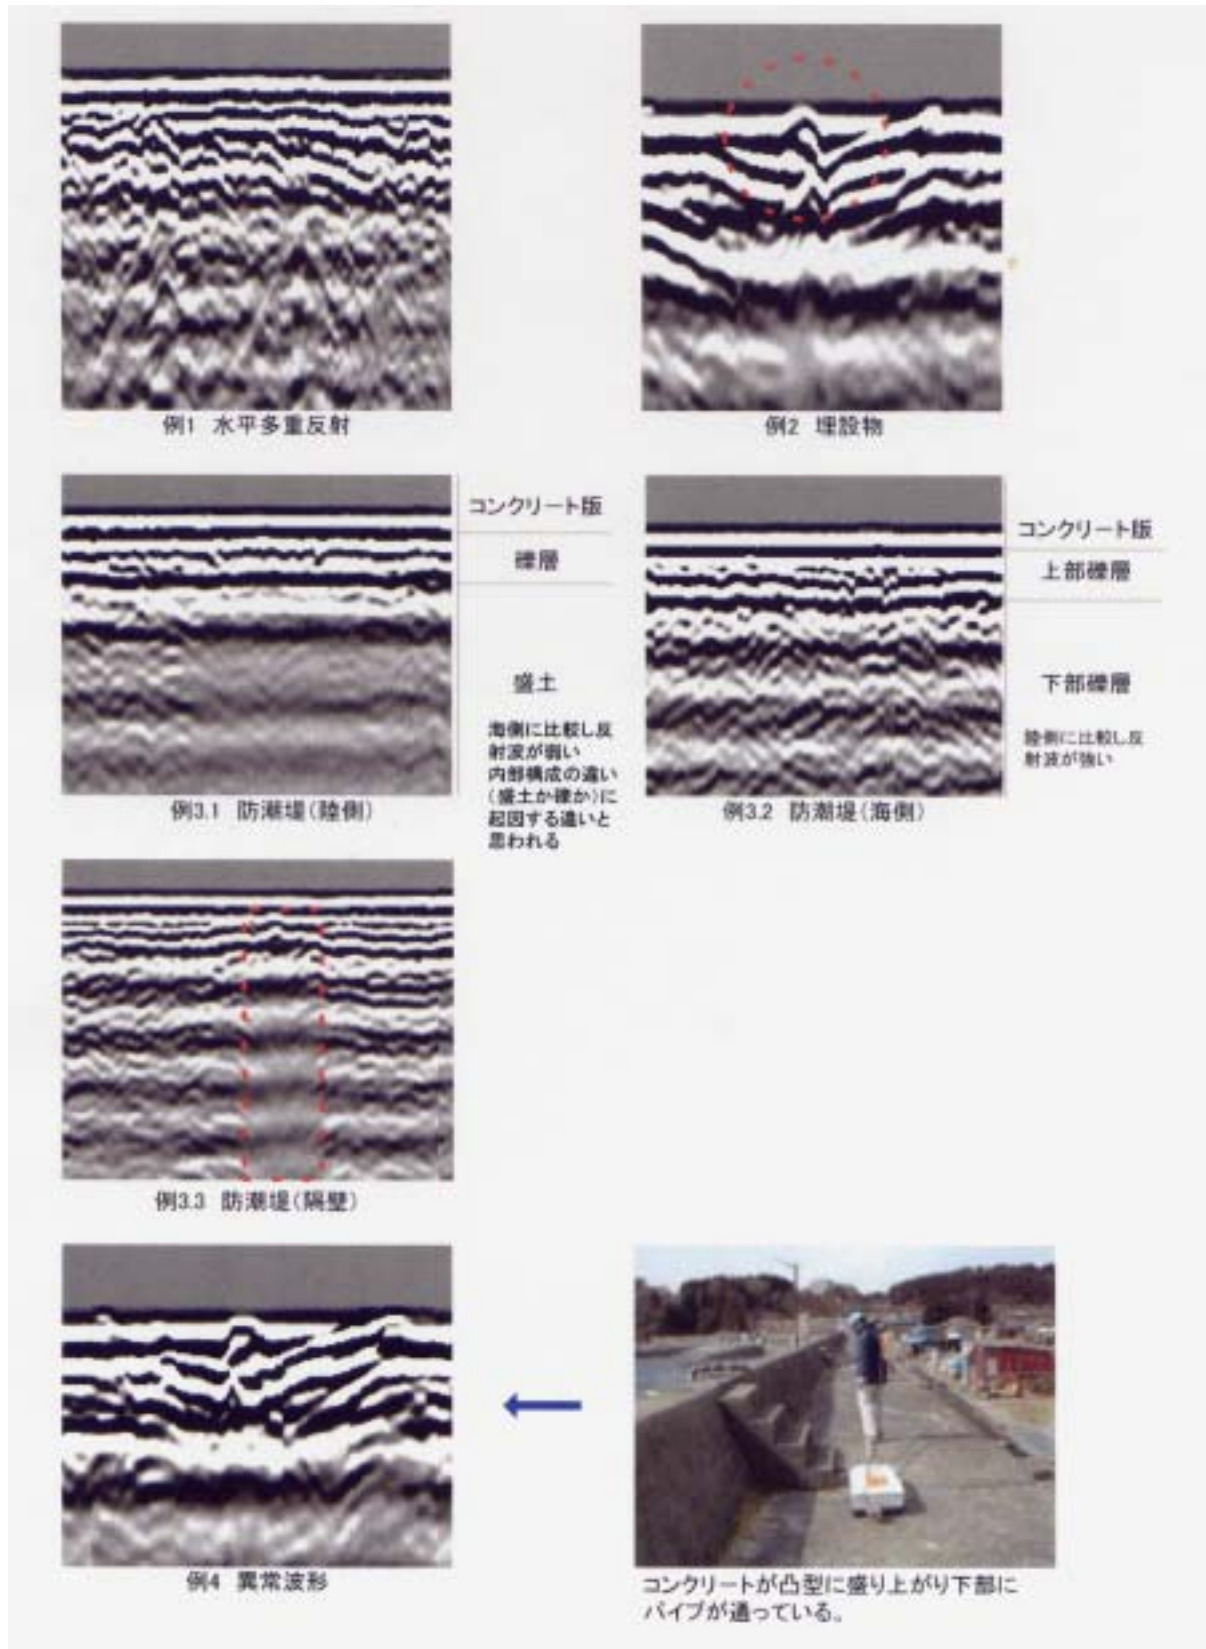 例1 水平多重反射
例2 埋設物
コンクリート版
礫層
盛土
海側に比較し反
射波が弱い
内部構成の違い
(盛土か礫か)に
起因する違いと
思われる
例3.1 防潮堤(陸側)
コンクリート版
上部礫層
下部礫層
陸側に比較し反
射波が強い
例3.2 防潮堤(海側)
例3.3 防潮堤(隔壁)
例4 異常波形
コンクリートが凸型に盛り上がり下部に
パイプが通っている。